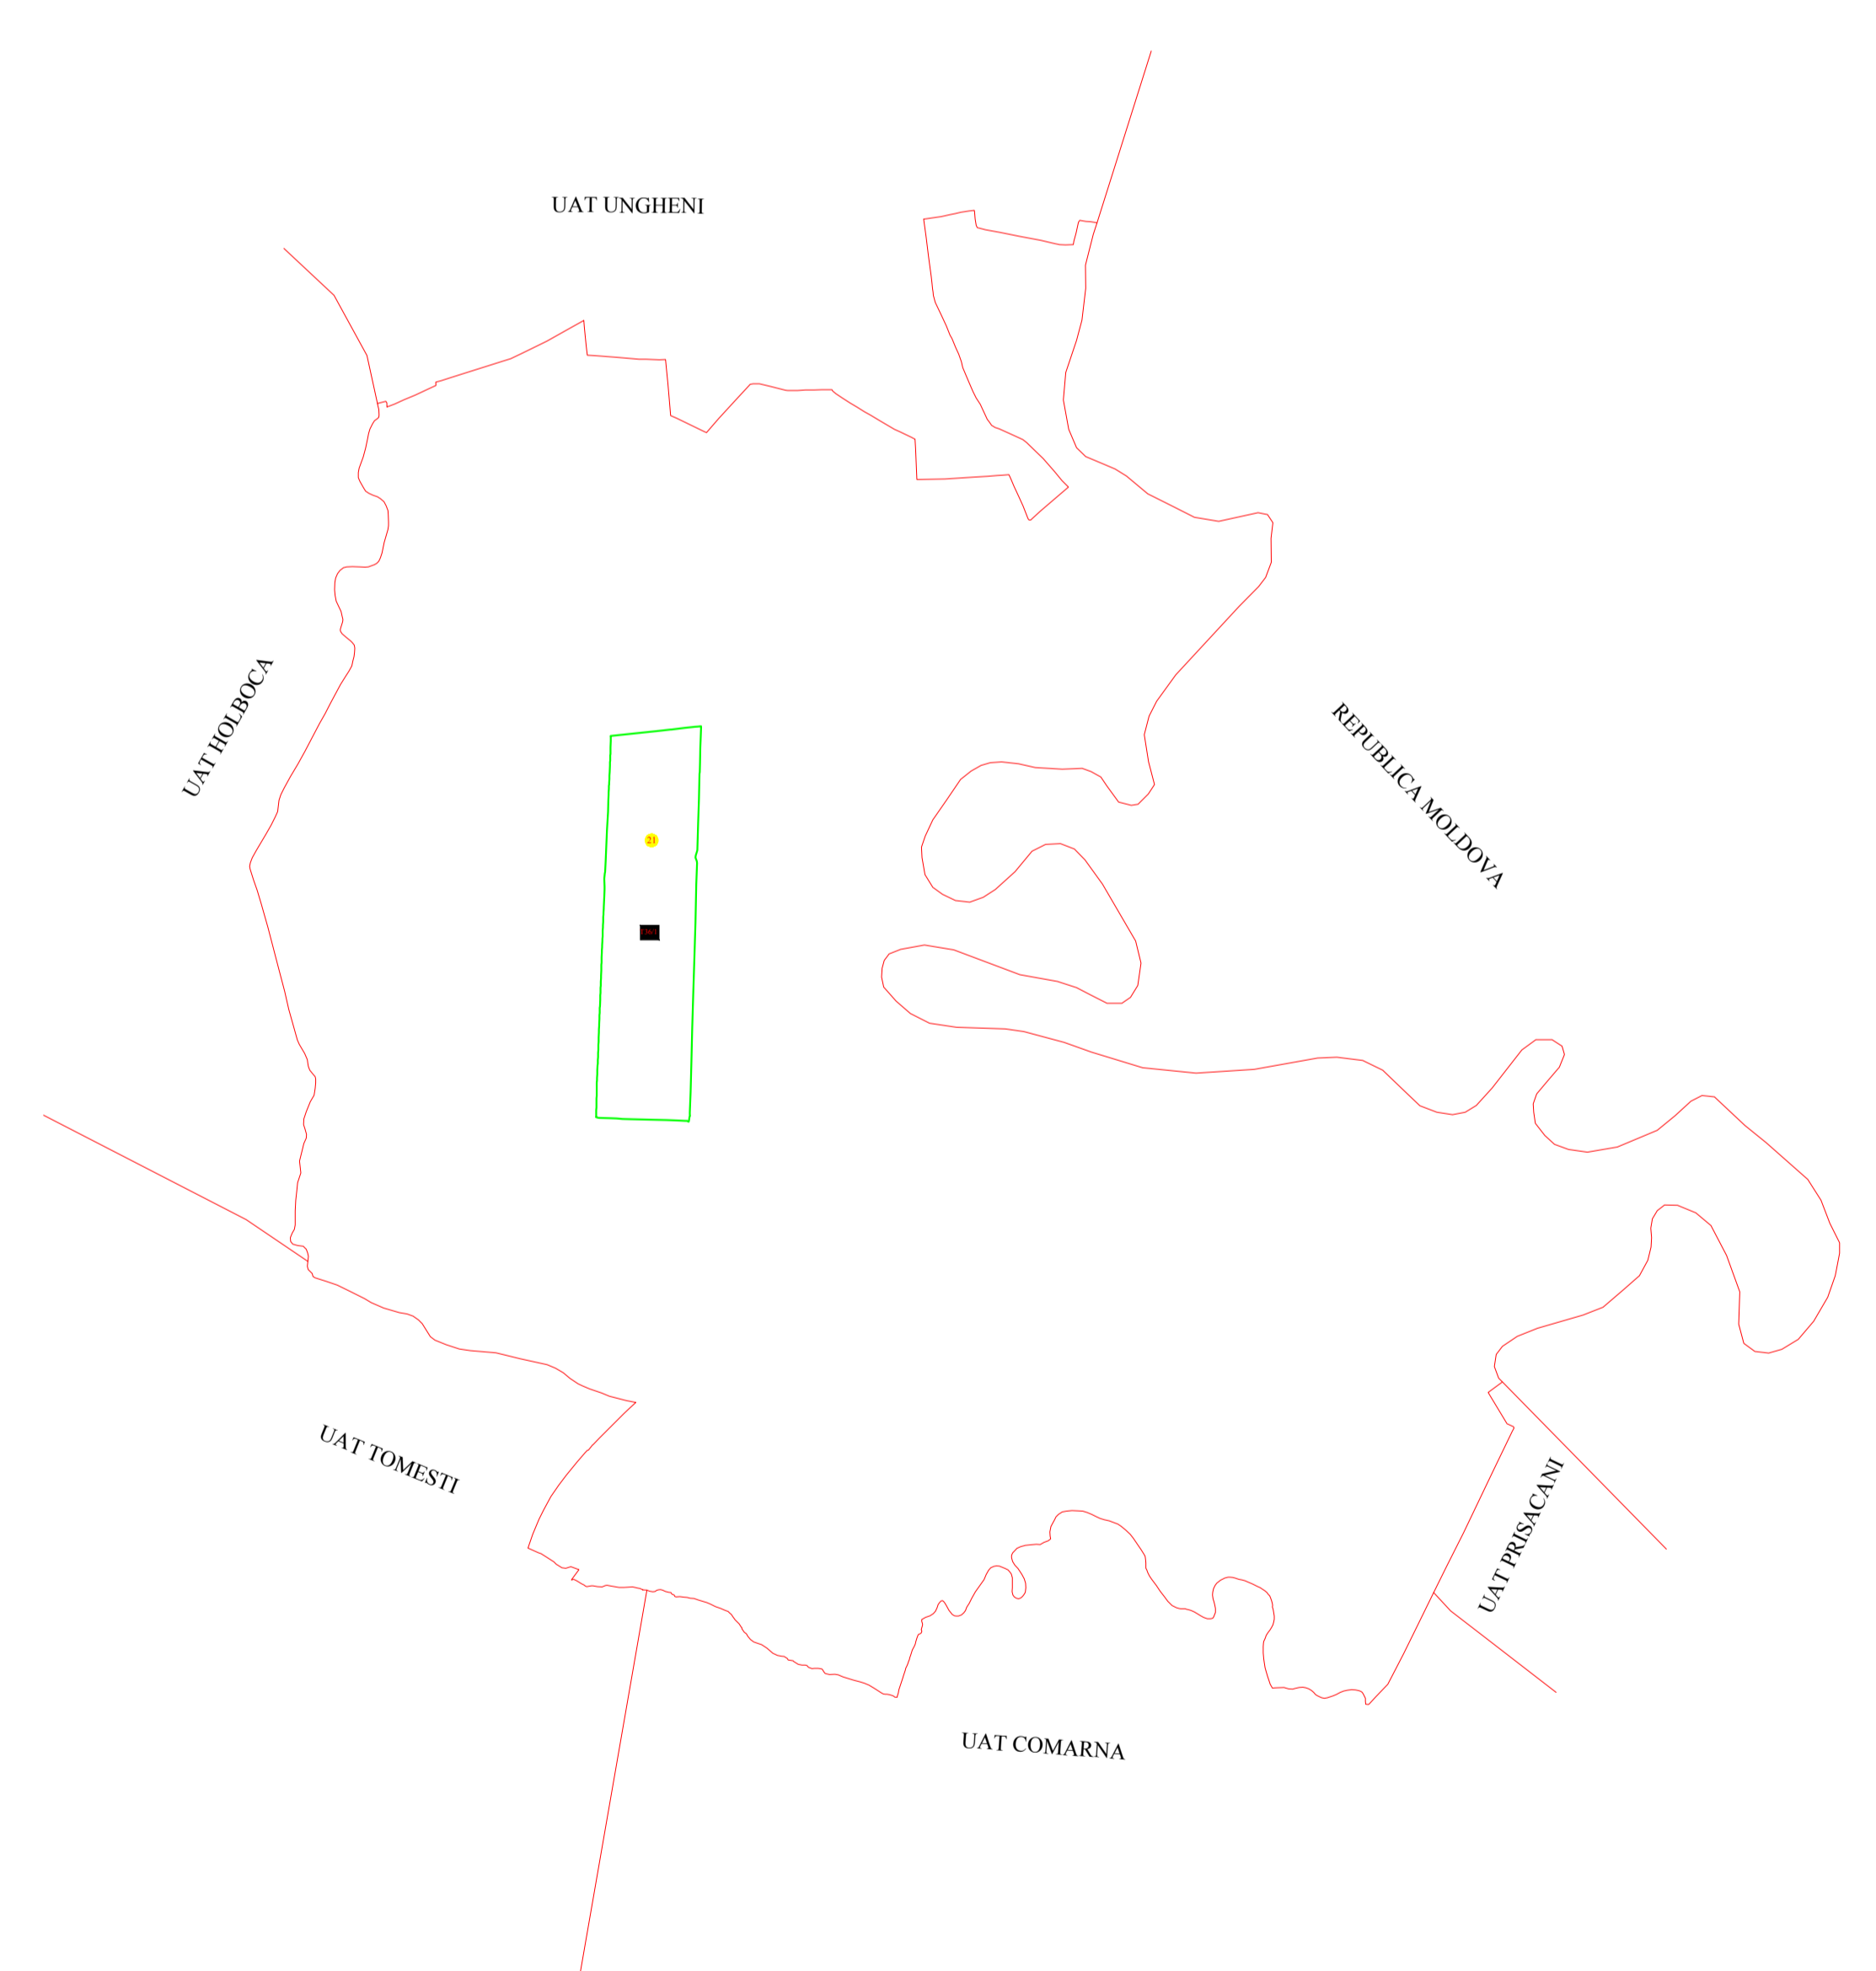 UAT UNGHENI
UAT HOLBOCA
REPUBLICA MOLDOVA
21
UAT TOMESTI
UAT PRISACANI
UAT COMARNA